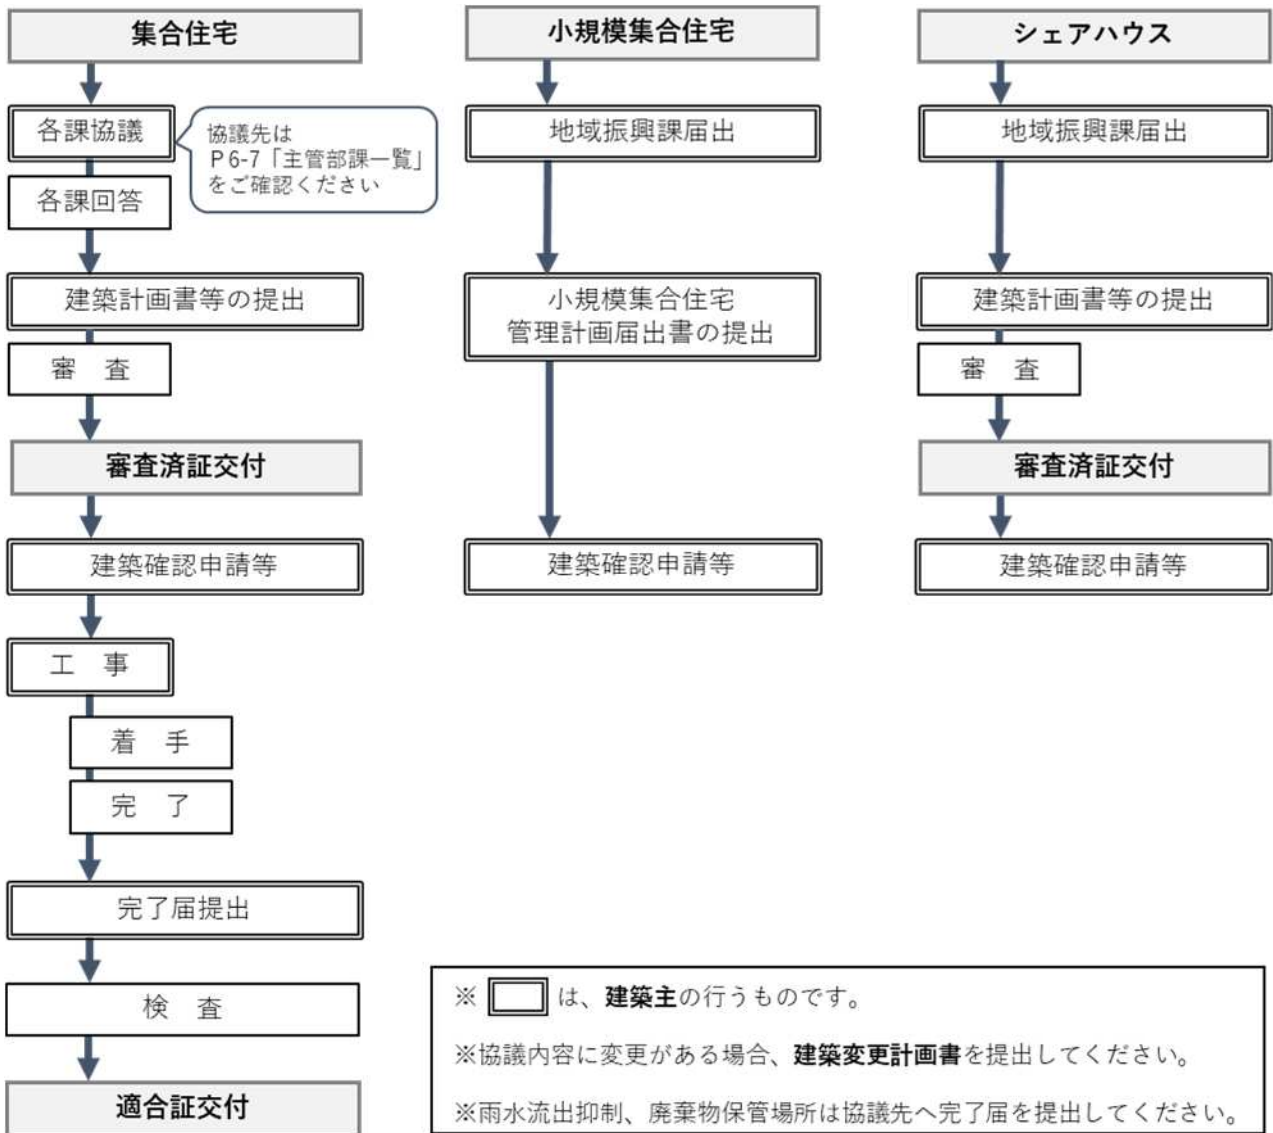 集合住宅
各課協議
協議先は
P6-7「主管部課一覧」
をご確認ください
各課回答
建築計画書等の提出
審 査
審査済証交付
建築確認申請等
工 事
着 手
完 了
完了届提出
検 査
適合証交付
小規模集合住宅
地域振興課届出
小規模集合住宅
管理計画届出書の提出
建築確認申請等
シェアハウス
地域振興課届出
建築計画書等の提出
審 査
審査済証交付
建築確認申請等
※ は、建築主の行うものです。
※協議内容に変更がある場合、建築変更計画書を提出してください。
※雨水流出抑制、廃棄物保管場所は協議先へ完了届を提出してください。